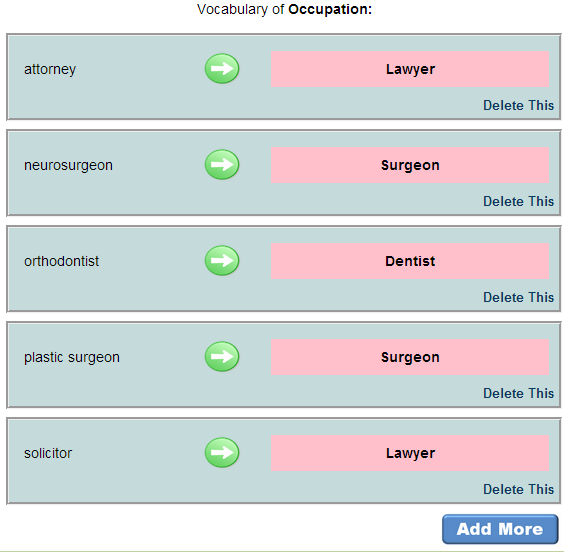 Vocabulary of Occupation:
attorney Lawyer
Delete This
neurosurgeon Surgeon
Delete This
orthodontist Dentist
Delete This
plastic surgeon Surgeon
Delete This
solicitor Lawyer
Delete This
Add More